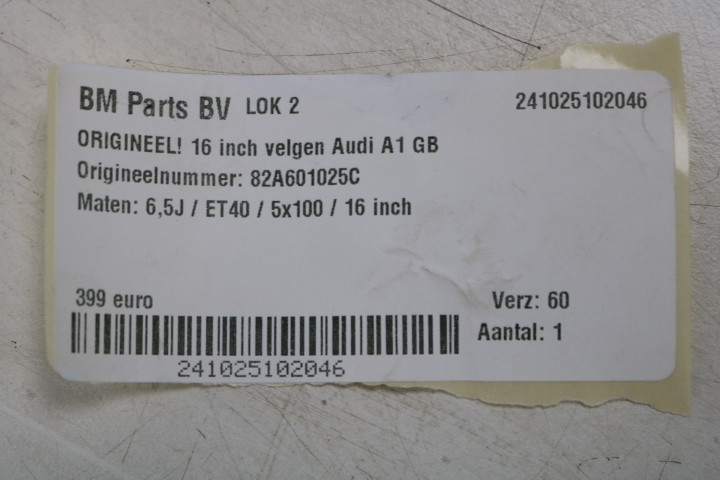 BM Parts BV LOK 2 241025102046
ORIGINEEL! 16 inch velgen Audi A1 GB
Origineelnummer: 82A601025C
Maten: 6,5J / ET40 / 5x100 / 16 inch
399 euro Verz: 60
Aantal: 1
241025102046